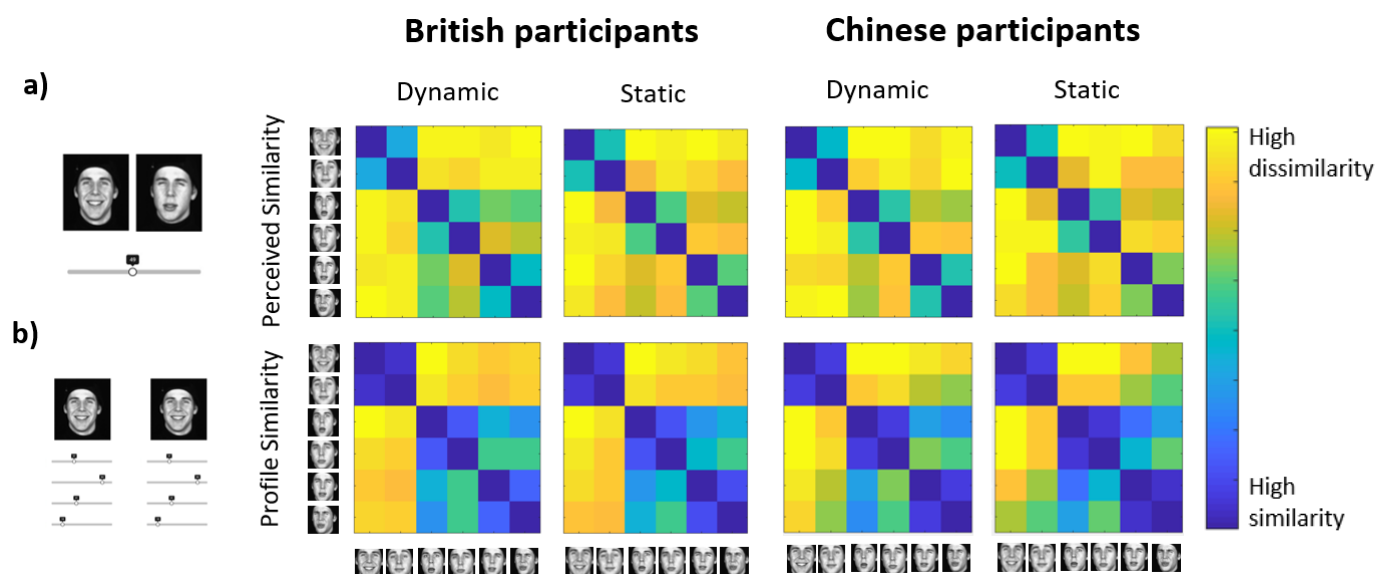 British participants
Chinese participants
a)
Dynamic
Static
Dynamic
Static
Perceived Similarity
High
dissimilarity
b)
Profile Similarity
High
similarity